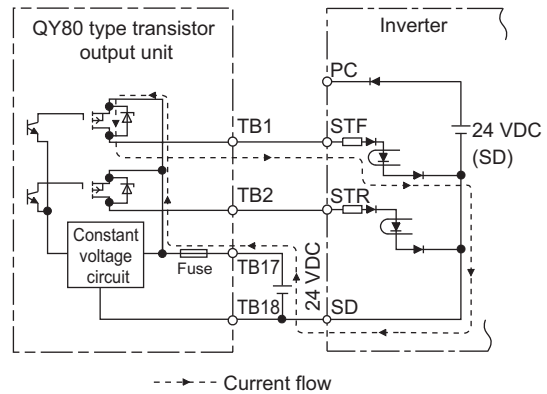 QY80 type transistor
output unit
Inverter
PC
TB1
STF
24 VDC
(SD)
TB2
STR
Constant
voltage
circuit
Fuse
TB17
24 VDC
TB18
SD
Current flow